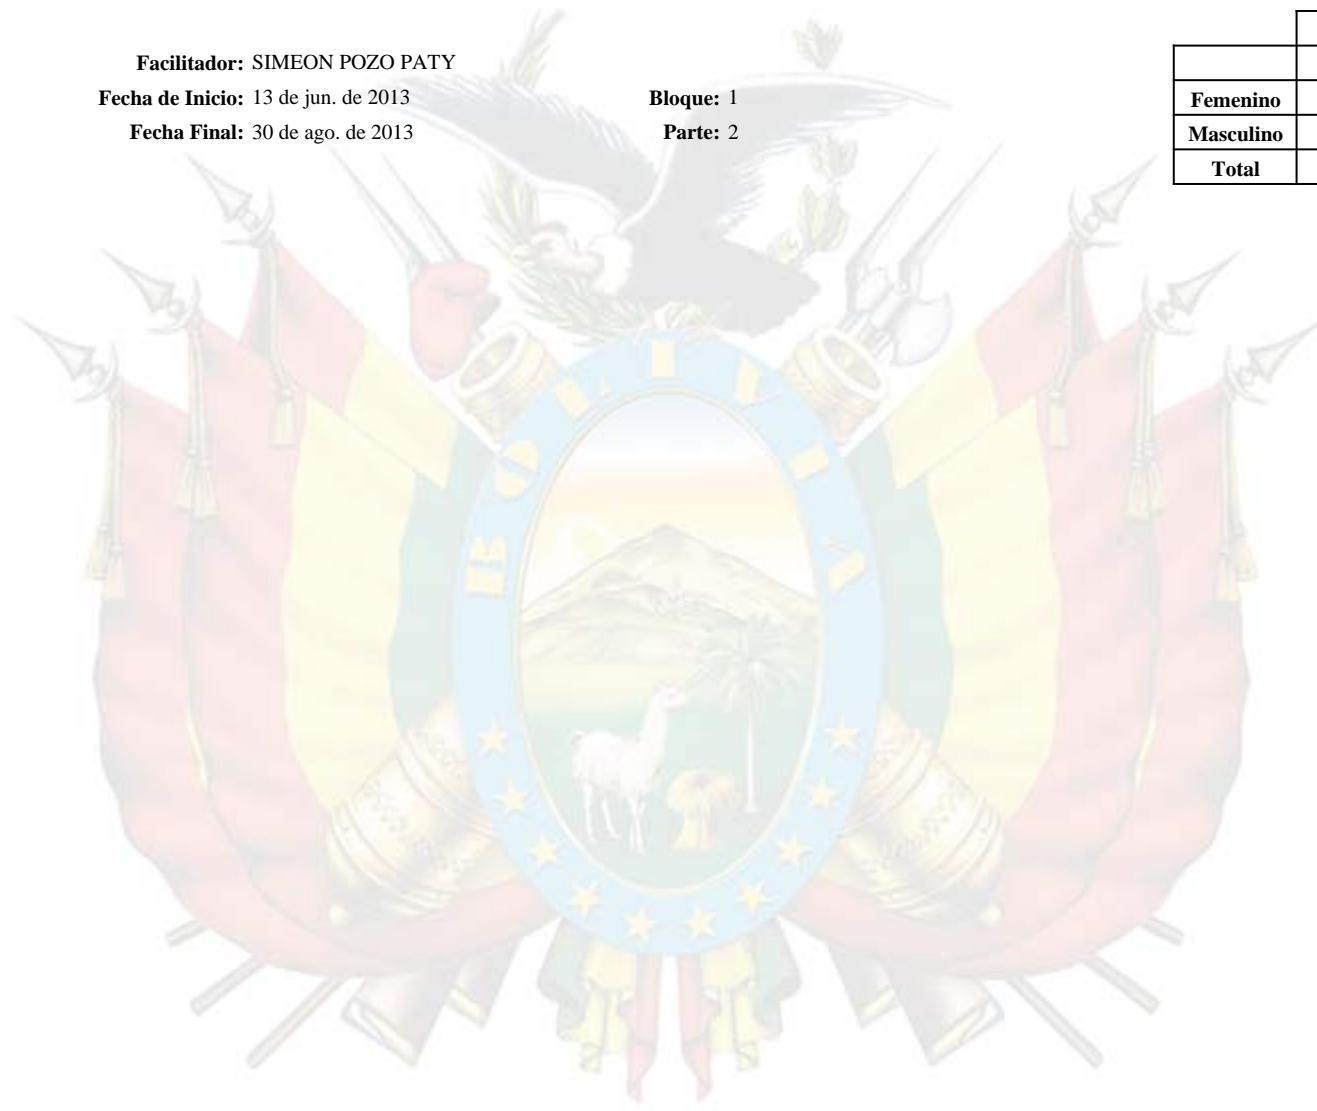 Facilitador: SIMEON POZO PATY
Fecha de Inicio: 13 de jun. de 2013 Bloque: 1
Fecha Final: 30 de ago. de 2013 Parte: 2
Femenino
Masculino
Total
BOLIVIA